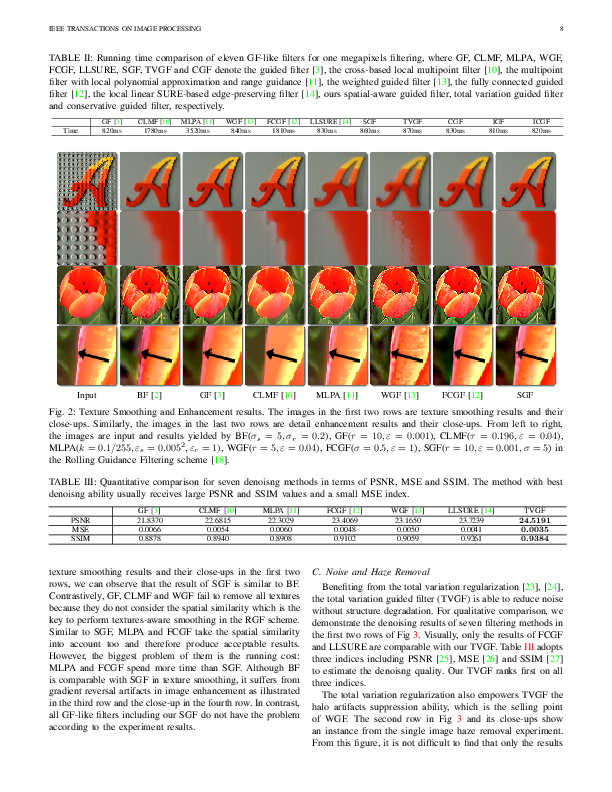 IEEE TRANSACTIONS ON IMAGE PROCESSING 8
TABLE II: Running time comparison of eleven GF-like filters for one megapixels filtering, where GF, CLMF, MLPA, WGF,
FCGF, LLSURE, SGF, TVGF and CGF denote the guided filter [3], the cross-based local multipoint filter [10], the multipoint
filter with local polynomial approximation and range guidance [11], the weighted guided filter [13], the fully connected guided
filter [12], the local linear SURE-based edge-preserving filter [14], ours spatial-aware guided filter, total variation guided filter
and conservative guided filter, respectively.
GF [3] CLMF [10] MLPA [11] WGF [13] FCGF [12] LLSURE [14] SGF TVGF CGF IGF ICGF
Time 820ms 1780ms 3520ms 840ms 1810ms 830ms 860ms 870ms 830ms 810ms 820ms
Input BF [2] GF [3] CLMF [10] MLPA [11] WGF [13] FCGF [12] SGF
Fig. 2: Texture Smoothing and Enhancement results. The images in the first two rows are texture smoothing results and their
close-ups. Similarly, the images in the last two rows are detail enhancement results and their close-ups. From left to right,
the images are input and results yielded by BF(σs = 5, σr = 0.2), GF(r = 10, ε = 0.001), CLMF(τ = 0.196, ε = 0.04),
MLPA(k = 0.1/255, εs = 0.005², εr = 1), WGF(r = 5, ε = 0.04), FCGF(σ = 0.5, ε = 1), SGF(r = 10, ε = 0.001, σ = 5) in
the Rolling Guidance Filtering scheme [18].
TABLE III: Quantitative comparison for seven denoising methods in terms of PSNR, MSE and SSIM. The method with best
denoising ability usually receives large PSNR and SSIM values and a small MSE index.
GF [3] CLMF [10] MLPA [11] FCGF [12] WGF [13] LLSURE [14] TVGF
PSNR 21.8370 22.6815 22.3029 23.4069 23.1650 23.7239 24.5191
MSE 0.0066 0.0054 0.0060 0.0048 0.0050 0.0041 0.0035
SSIM 0.8878 0.8940 0.8908 0.9102 0.9059 0.9261 0.9384
texture smoothing results and their close-ups in the first two
rows, we can observe that the result of SGF is similar to BF.
Contrastively, GF, CLMF and WGF fail to remove all textures
because they do not consider the spatial similarity which is the
key to perform textures-aware smoothing in the RGF scheme.
Similar to SGF, MLPA and FCGF take the spatial similarity
into account too and therefore produce acceptable results.
However, the biggest problem of them is the running cost:
MLPA and FCGF spend more time than SGF. Although BF
is comparable with SGF in texture smoothing, it suffers from
gradient reversal artifacts in image enhancement as illustrated
in the third row and the close-up in the fourth row. In contrast,
all GF-like filters including our SGF do not have the problem
according to the experiment results.
C. Noise and Haze Removal
Benefiting from the total variation regularization [23], [24],
the total variation guided filter (TVGF) is able to reduce noise
without structure degradation. For qualitative comparison, we
demonstrate the denoising results of seven filtering methods in
the first two rows of Fig 3. Visually, only the results of FCGF
and LLSURE are comparable with our TVGF. Table III adopts
three indices including PSNR [25], MSE [26] and SSIM [27]
to estimate the denoising quality. Our TVGF ranks first on all
three indices.
The total variation regularization also empowers TVGF the
halo artifacts suppression ability, which is the selling point
of WGF. The second row in Fig 3 and its close-ups show
an instance from the single image haze removal experiment.
From this figure, it is not difficult to find that only the results